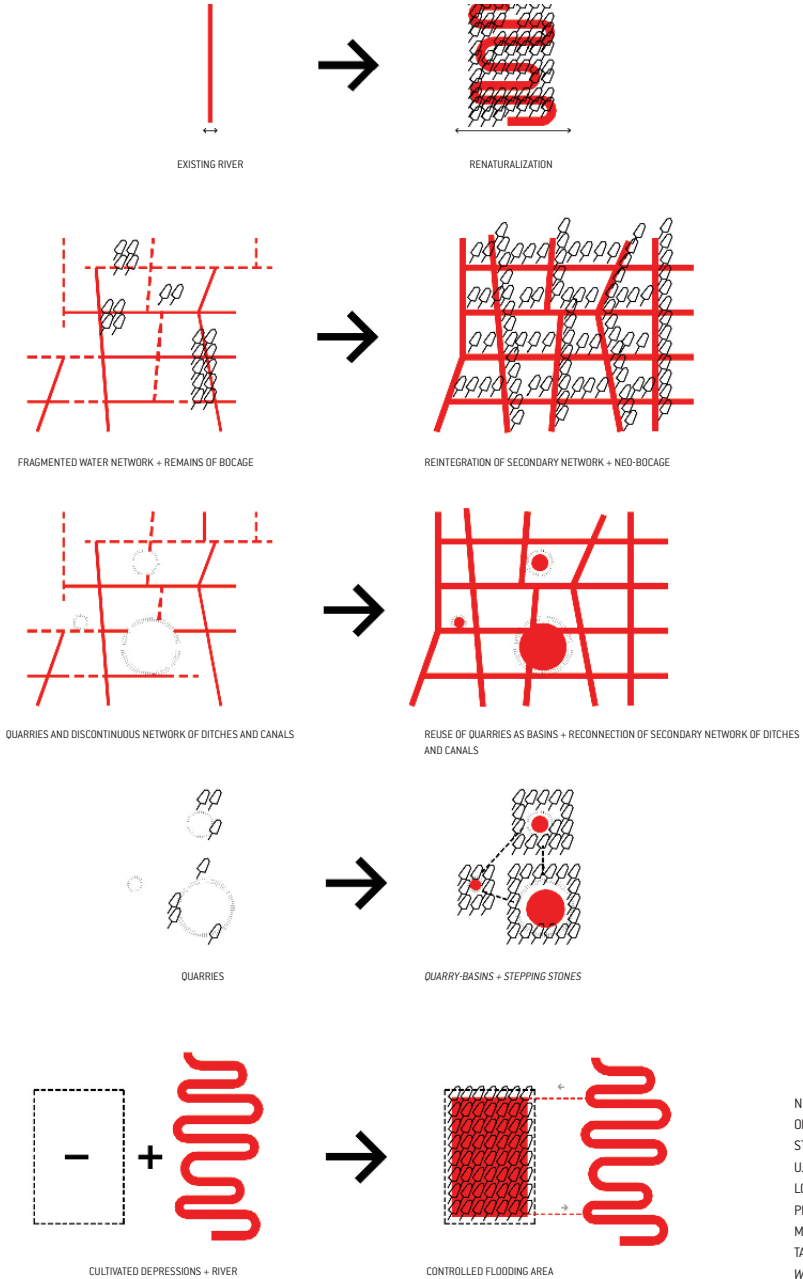 EXISTING RIVER
RENATURALIZATION
FRAGMENTED WATER NETWORK + REMAINS OF BOCAGE
REINTEGRATION OF SECONDARY NETWORK + NEO-BOCAGE
QUARRIES AND DISCONTINUOUS NETWORK OF DITCHES AND CANALS
REUSE OF QUARRIES AS BASINS + RECONNECTION OF SECONDARY NETWORK OF DITCHES
AND CANALS
QUARRIES
QUARRY-BASINS + STEPPING STONES
CULTIVATED DEPRESSIONS + RIVER
CONTROLLED FLOODING AREA